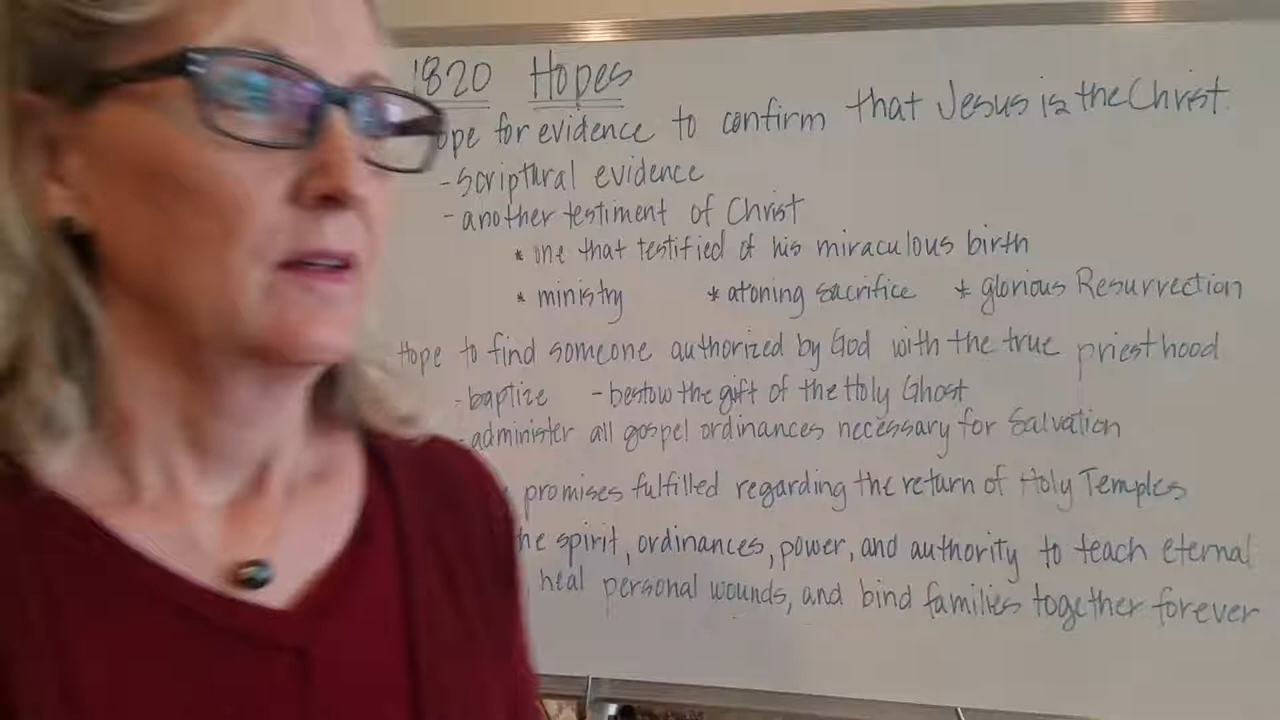 1820 Hopes
ope for evidence to confirm that Jesus is the Christ.
-scriptural evidence
-another testiment of Christ
* one that testified of his miraculous birth
* ministry * atoning sacrifice * glorious Resurrection
Hope to find someone authorized by God with the true priesthood
-baptize -bestow the gift of the Holy Ghost
-administer all gospel ordinances necessary for Salvation
promises fulfilled regarding the return of Holy Temples
he spirit, ordinances, power, and authority to teach eternal
heal personal wounds, and bind families together forever